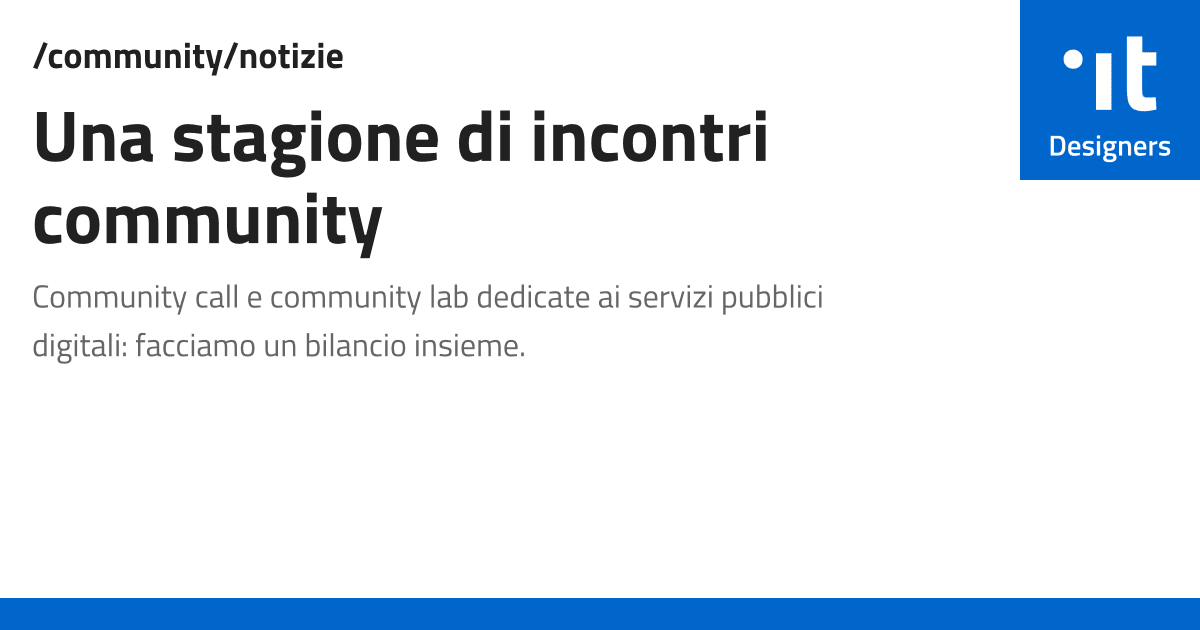 /community/notizie
Una stagione di incontri
community
Community call e community lab dedicate ai servizi pubblici
digitali: facciamo un bilancio insieme.
it
Designers